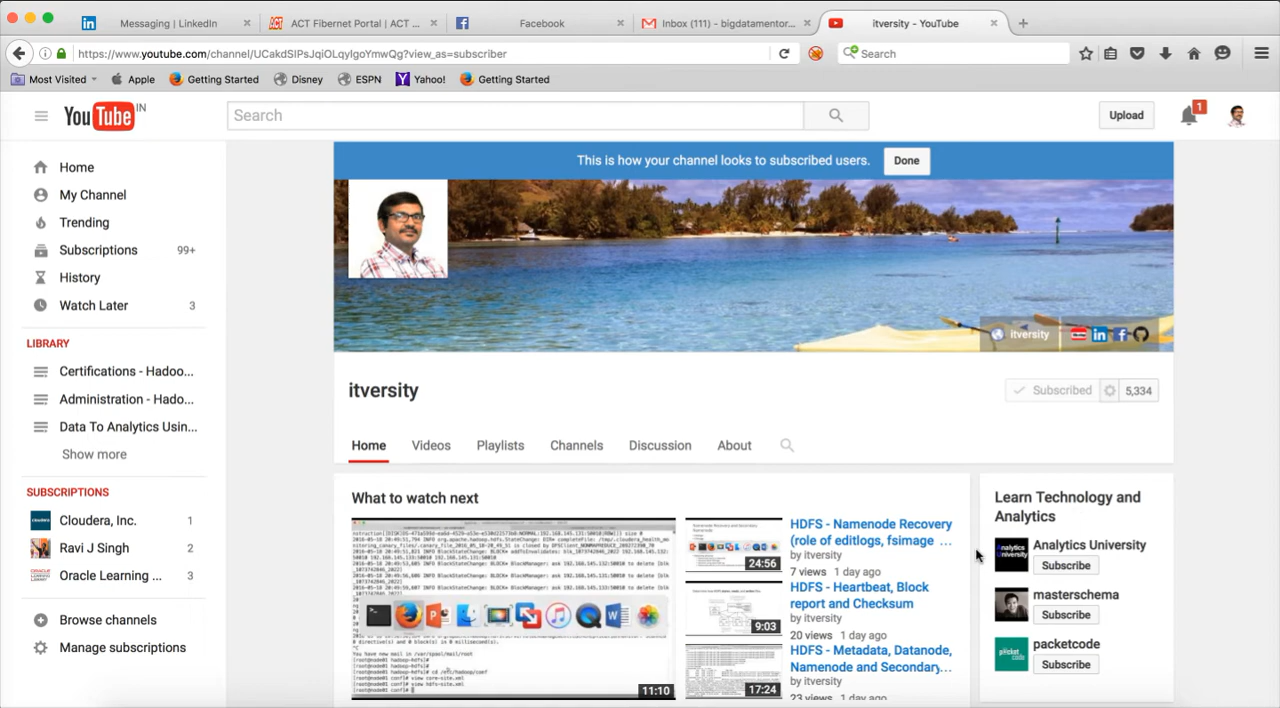 Messaging | LinkedIn
ACT Fibernet Portal | ACT ...
Facebook
Inbox (111) - bigdatamentor...
itversity - YouTube
https://www.youtube.com/channel/UCakdSIPsJqiOLqyIgoYmwQg?view_as=subscriber
Search
Most Visited
Apple
Getting Started
Disney
ESPN
Yahoo!
Getting Started
YouTube IN
Search
Upload
1
Home
My Channel
Trending
Subscriptions 99+
History
Watch Later 3
LIBRARY
Certifications - Hadoo...
Administration - Hado...
Data To Analytics Usin...
Show more
SUBSCRIPTIONS
Cloudera, Inc. 1
Ravi J Singh 2
Oracle Learning ... 3
Browse channels
Manage subscriptions
This is how your channel looks to subscribed users.
Done
itversity
itversity
Subscribed
5,334
Home
Videos
Playlists
Channels
Discussion
About
What to watch next
11:10
24:56
HDFS - Namenode Recovery
(role of editlogs, fsimage ...
by itversity
7 views 1 day ago
9:03
HDFS - Heartbeat, Block
report and Checksum
by itversity
20 views 1 day ago
17:24
HDFS - Metadata, Datanode,
Namenode and Secondary...
by itversity
23 views 1 day ago
Learn Technology and
Analytics
Analytics University
Subscribe
masterschema
Subscribe
packetcode
Subscribe